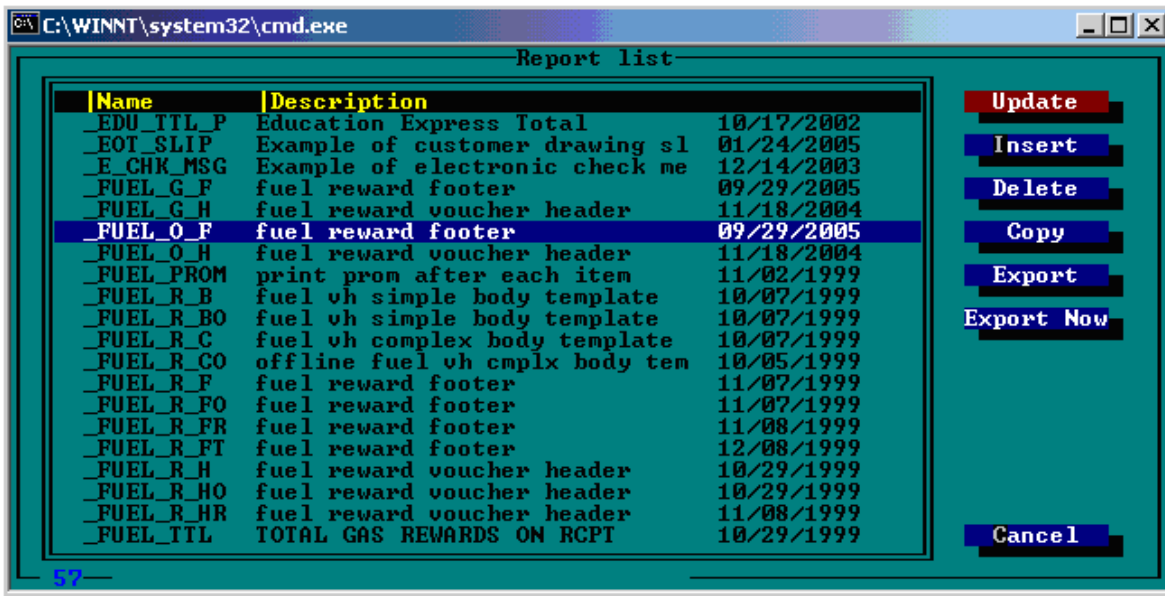 C:\WINNT\system32\cmd.exe
Report list
|Name |Description
_EDU_TTL_P Education Express Total 10/17/2002
_EOT_SLIP Example of customer drawing sl 01/24/2005
_E_CHK_MSG Example of electronic check me 12/14/2003
_FUEL_G_F fuel reward footer 09/29/2005
_FUEL_G_H fuel reward voucher header 11/18/2004
_FUEL_O_F fuel reward footer 09/29/2005
_FUEL_O_H fuel reward voucher header 11/18/2004
_FUEL_PROM print prom after each item 11/02/1999
_FUEL_R_B fuel vh simple body template 10/07/1999
_FUEL_R_BO fuel vh simple body template 10/07/1999
_FUEL_R_C fuel vh complex body template 10/07/1999
_FUEL_R_CO offline fuel vh cmplx body tem 10/05/1999
_FUEL_R_F fuel reward footer 11/07/1999
_FUEL_R_FO fuel reward footer 11/07/1999
_FUEL_R_FR fuel reward footer 11/08/1999
_FUEL_R_FT fuel reward footer 12/08/1999
_FUEL_R_H fuel reward voucher header 10/29/1999
_FUEL_R_HO fuel reward voucher header 10/29/1999
_FUEL_R_HR fuel reward voucher header 11/08/1999
_FUEL_TTL TOTAL GAS REWARDS ON RCPT 10/29/1999
Update
Insert
Delete
Copy
Export
Export Now
Cancel
57